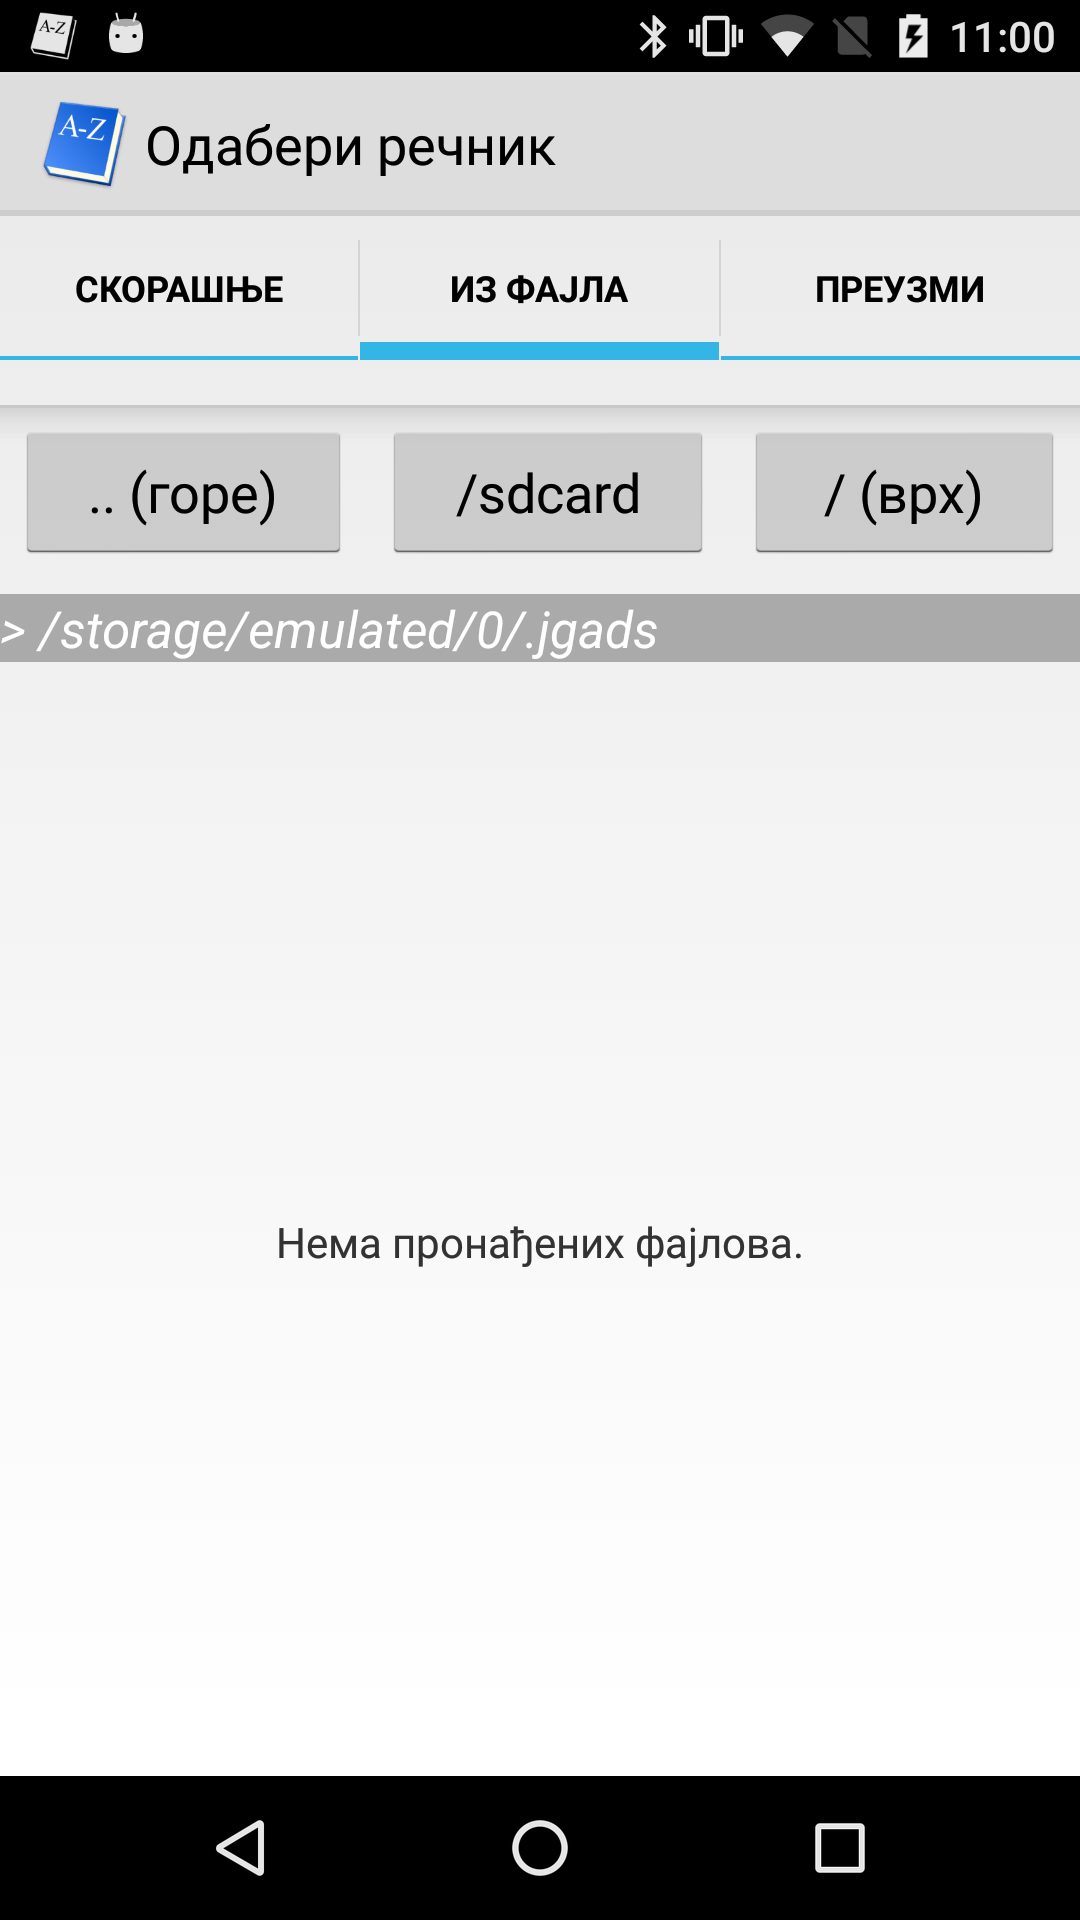 A-Z
11:00
A-Z
Одабери речник
СКОРАШЊЕ
ИЗ ФАЈЛА
ПРЕУЗМИ
.. (горе)
/sdcard
/ (врх)
> /storage/emulated/0/.jgads
Нема пронађених фајлова.